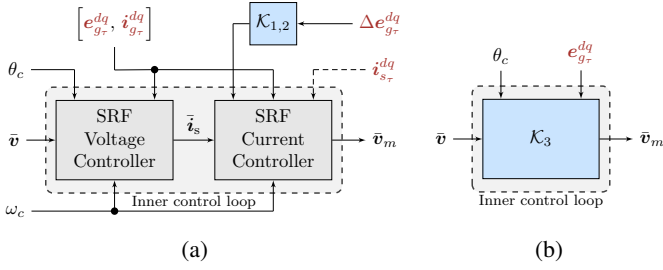 [e_{g_τ}^{dq}, i_{g_τ}^{dq}]
𝒦_{1,2}
Δe_{g_τ}^{dq}
θ_c
i_{s_τ}^{dq}
v̄
SRF
Voltage
Controller
ī_s
SRF
Current
Controller
v̄_m
Inner control loop
ω_c
(a)
θ_c
e_{g_τ}^{dq}
v̄
𝒦_3
v̄_m
Inner control loop
(b)